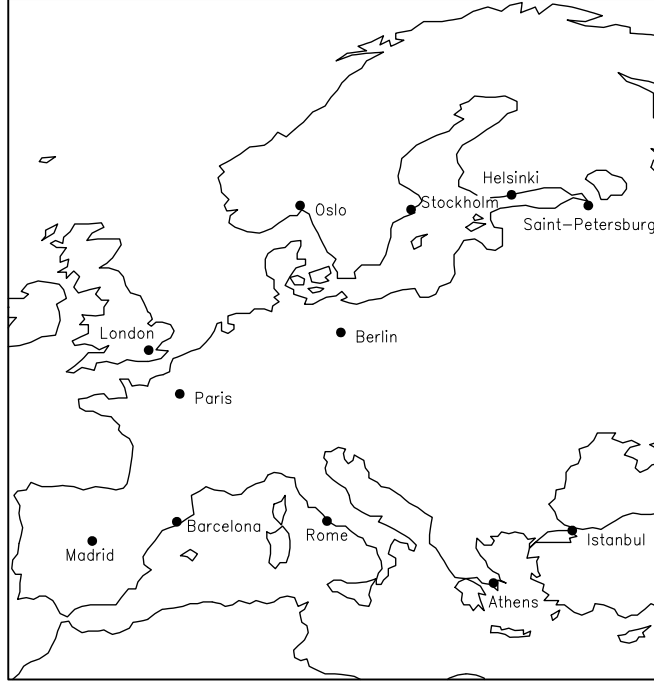 Helsinki
Stockholm
Oslo
Saint-Petersburg
London
Berlin
Paris
Barcelona
Rome
Istanbul
Madrid
Athens